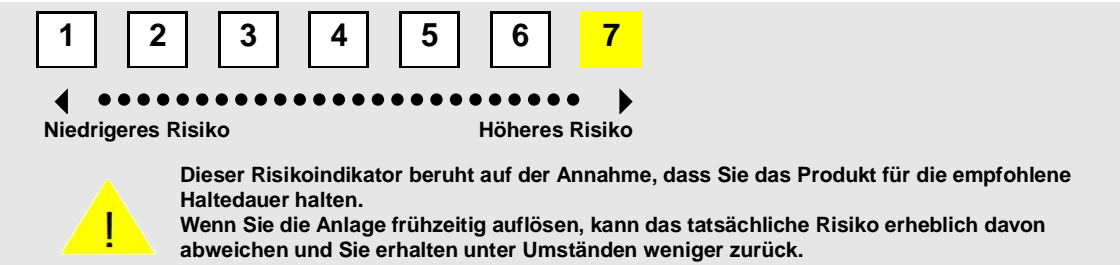 1 2 3 4 5 6 7
Niedrigeres Risiko Höheres Risiko
Dieser Risikoindikator beruht auf der Annahme, dass Sie das Produkt für die empfohlene
Haltedauer halten.
Wenn Sie die Anlage frühzeitig auflösen, kann das tatsächliche Risiko erheblich davon
abweichen und Sie erhalten unter Umständen weniger zurück.
!